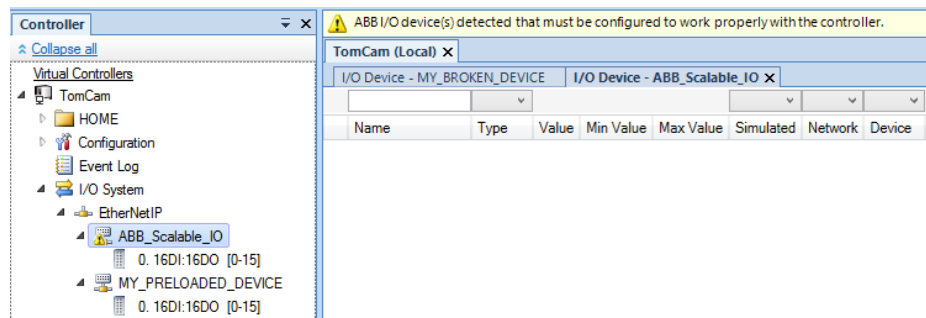 Controller
Collapse all
Virtual Controllers
TomCam
HOME
Configuration
Event Log
I/O System
EtherNetIP
ABB_Scalable_IO
0. 16DI:16DO [0-15]
MY_PRELOADED_DEVICE
0. 16DI:16DO [0-15]
ABB I/O device(s) detected that must be configured to work properly with the controller.
TomCam (Local)
I/O Device - MY_BROKEN_DEVICE I/O Device - ABB_Scalable_IO
Name Type Value Min Value Max Value Simulated Network Device